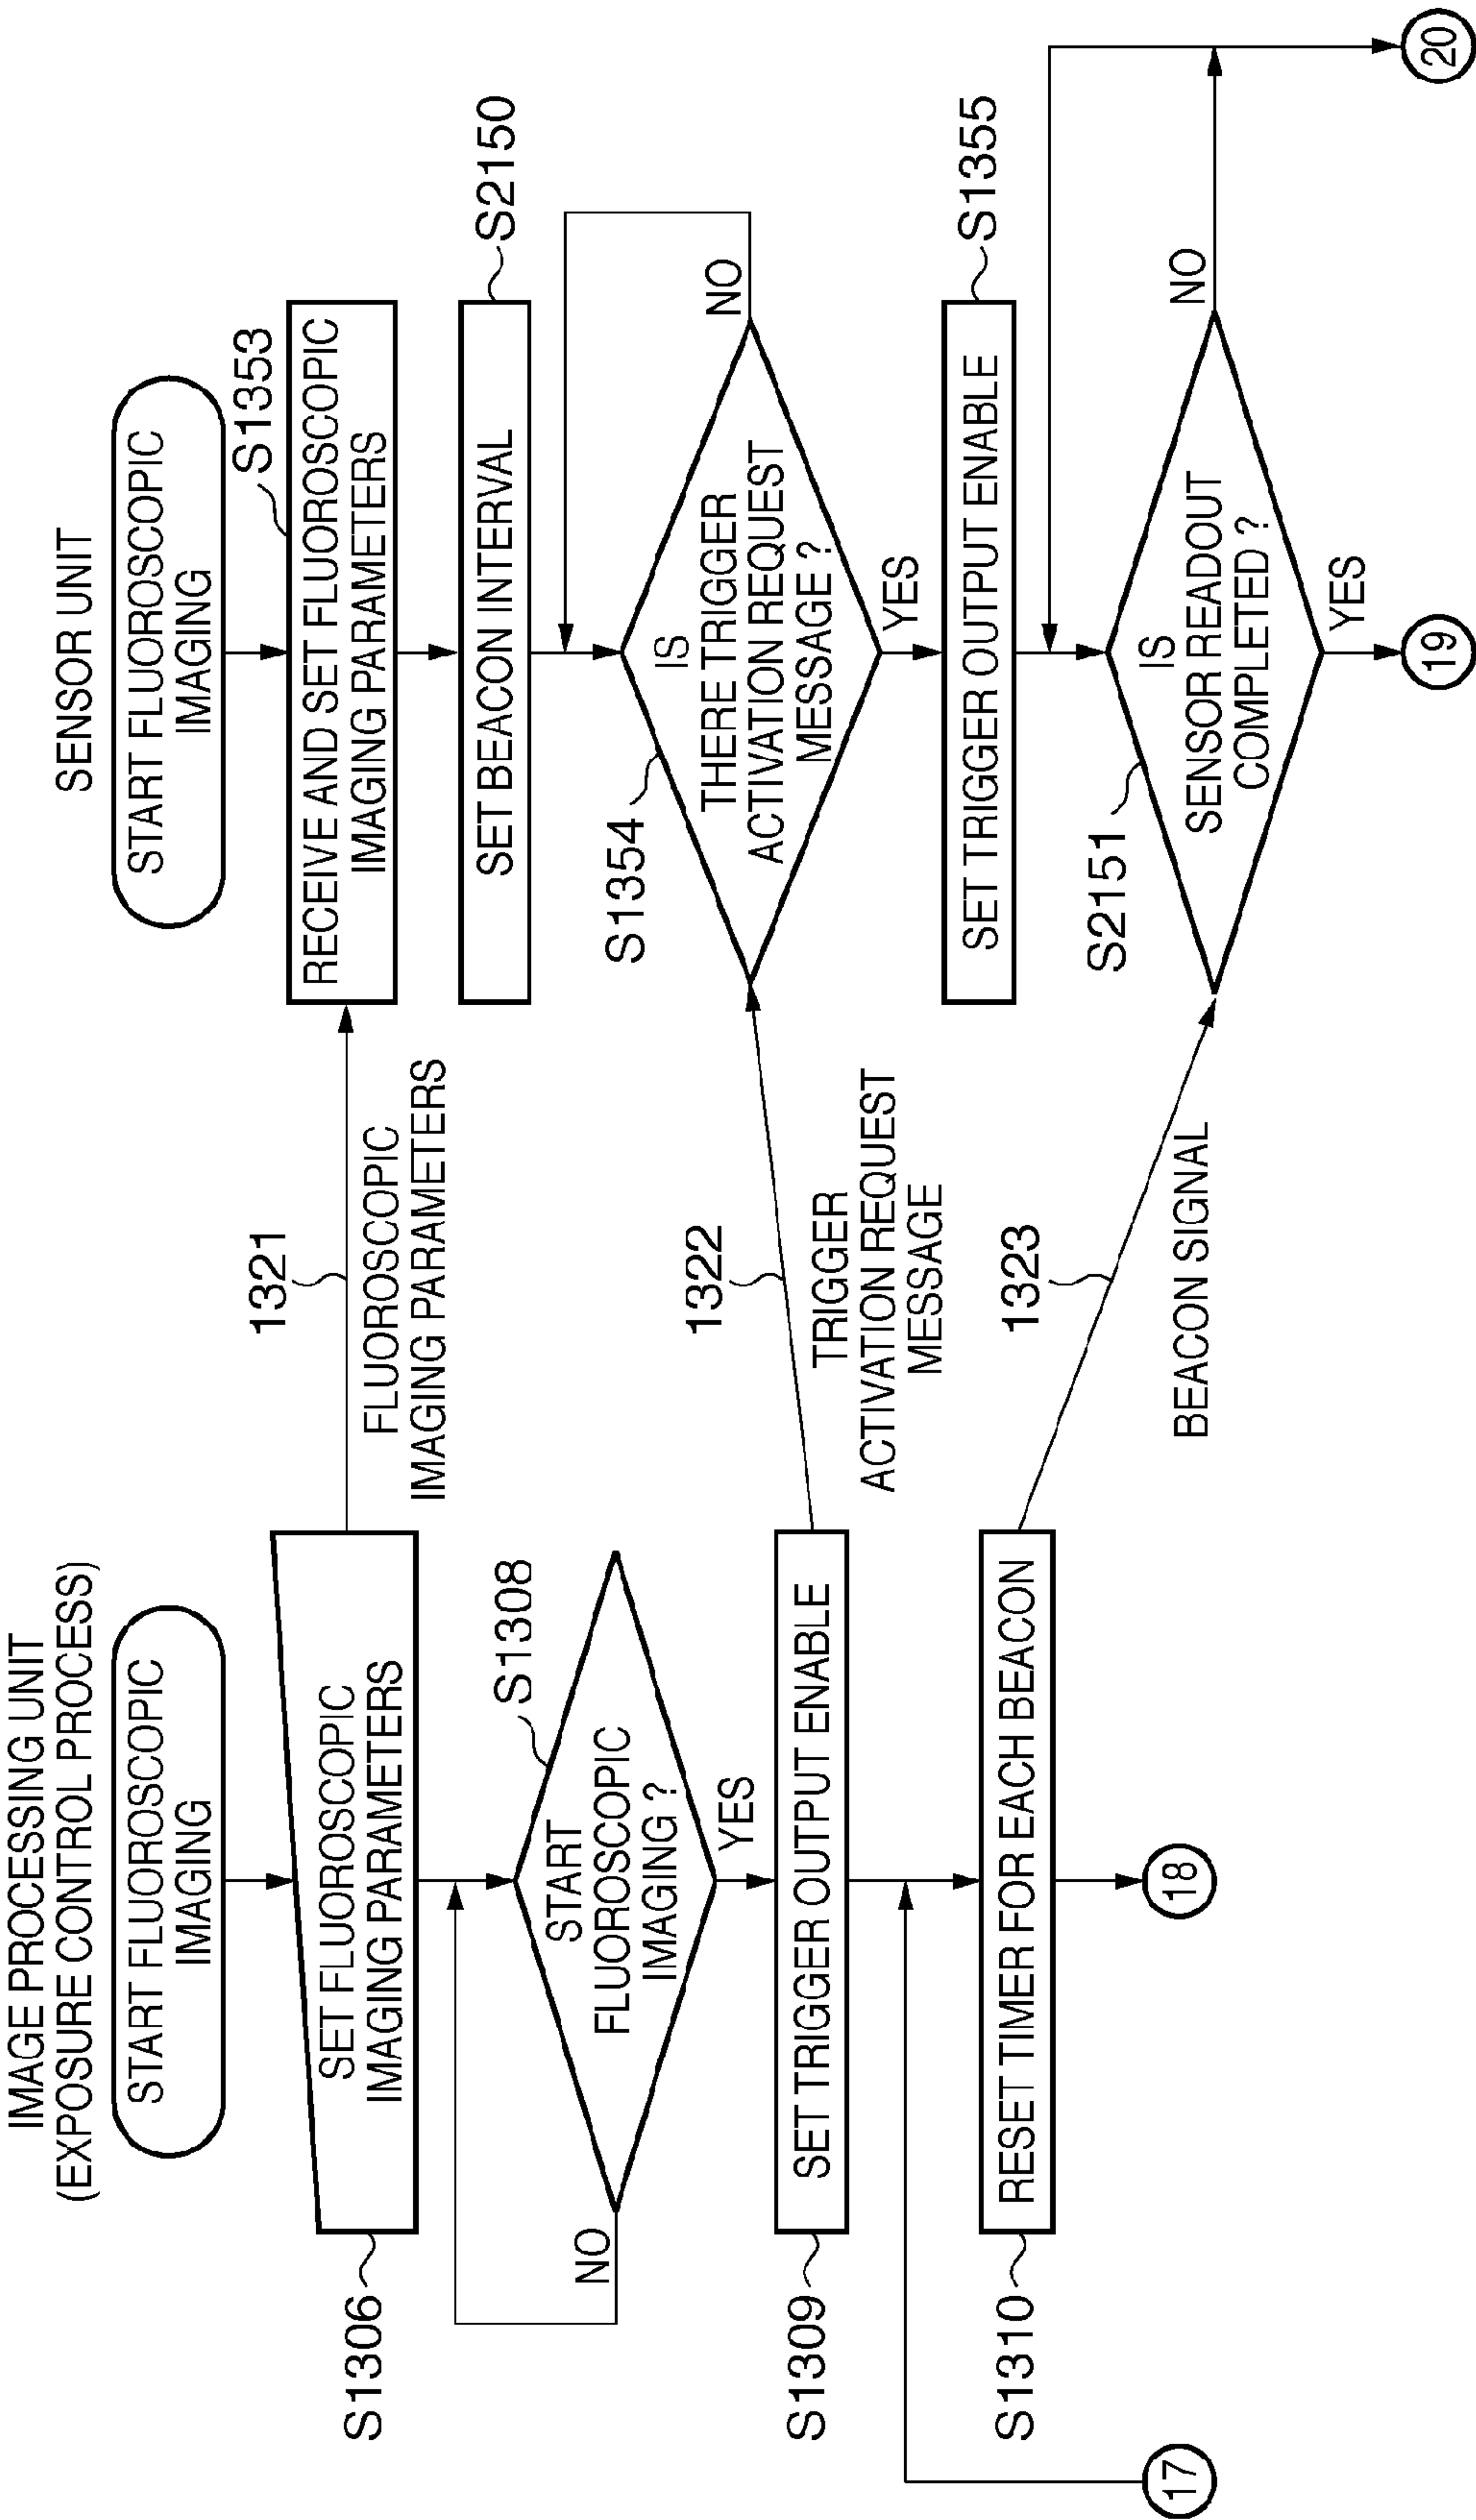 IMAGE PROCESSING UNIT
(EXPOSURE CONTROL PROCESS)
START FLUOROSCOPIC
IMAGING
S1306
SET FLUOROSCOPIC
IMAGING PARAMETERS
S1308
START
FLUOROSCOPIC
IMAGING ?
NO
YES
S1309
SET TRIGGER OUTPUT ENABLE
S1310
RESET TIMER FOR EACH BEACON
17
18
1321
FLUOROSCOPIC
IMAGING PARAMETERS
1322
TRIGGER
ACTIVATION REQUEST
MESSAGE
1323
BEACON SIGNAL
SENSOR UNIT
START FLUOROSCOPIC
IMAGING
S1353
RECEIVE AND SET FLUOROSCOPIC
IMAGING PARAMETERS
S2150
SET BEACON INTERVAL
S1354
IS
THERE TRIGGER
ACTIVATION REQUEST
MESSAGE ?
NO
YES
S1355
SET TRIGGER OUTPUT ENABLE
S2151
IS
SENSOR READOUT
COMPLETED ?
NO
YES
19
20